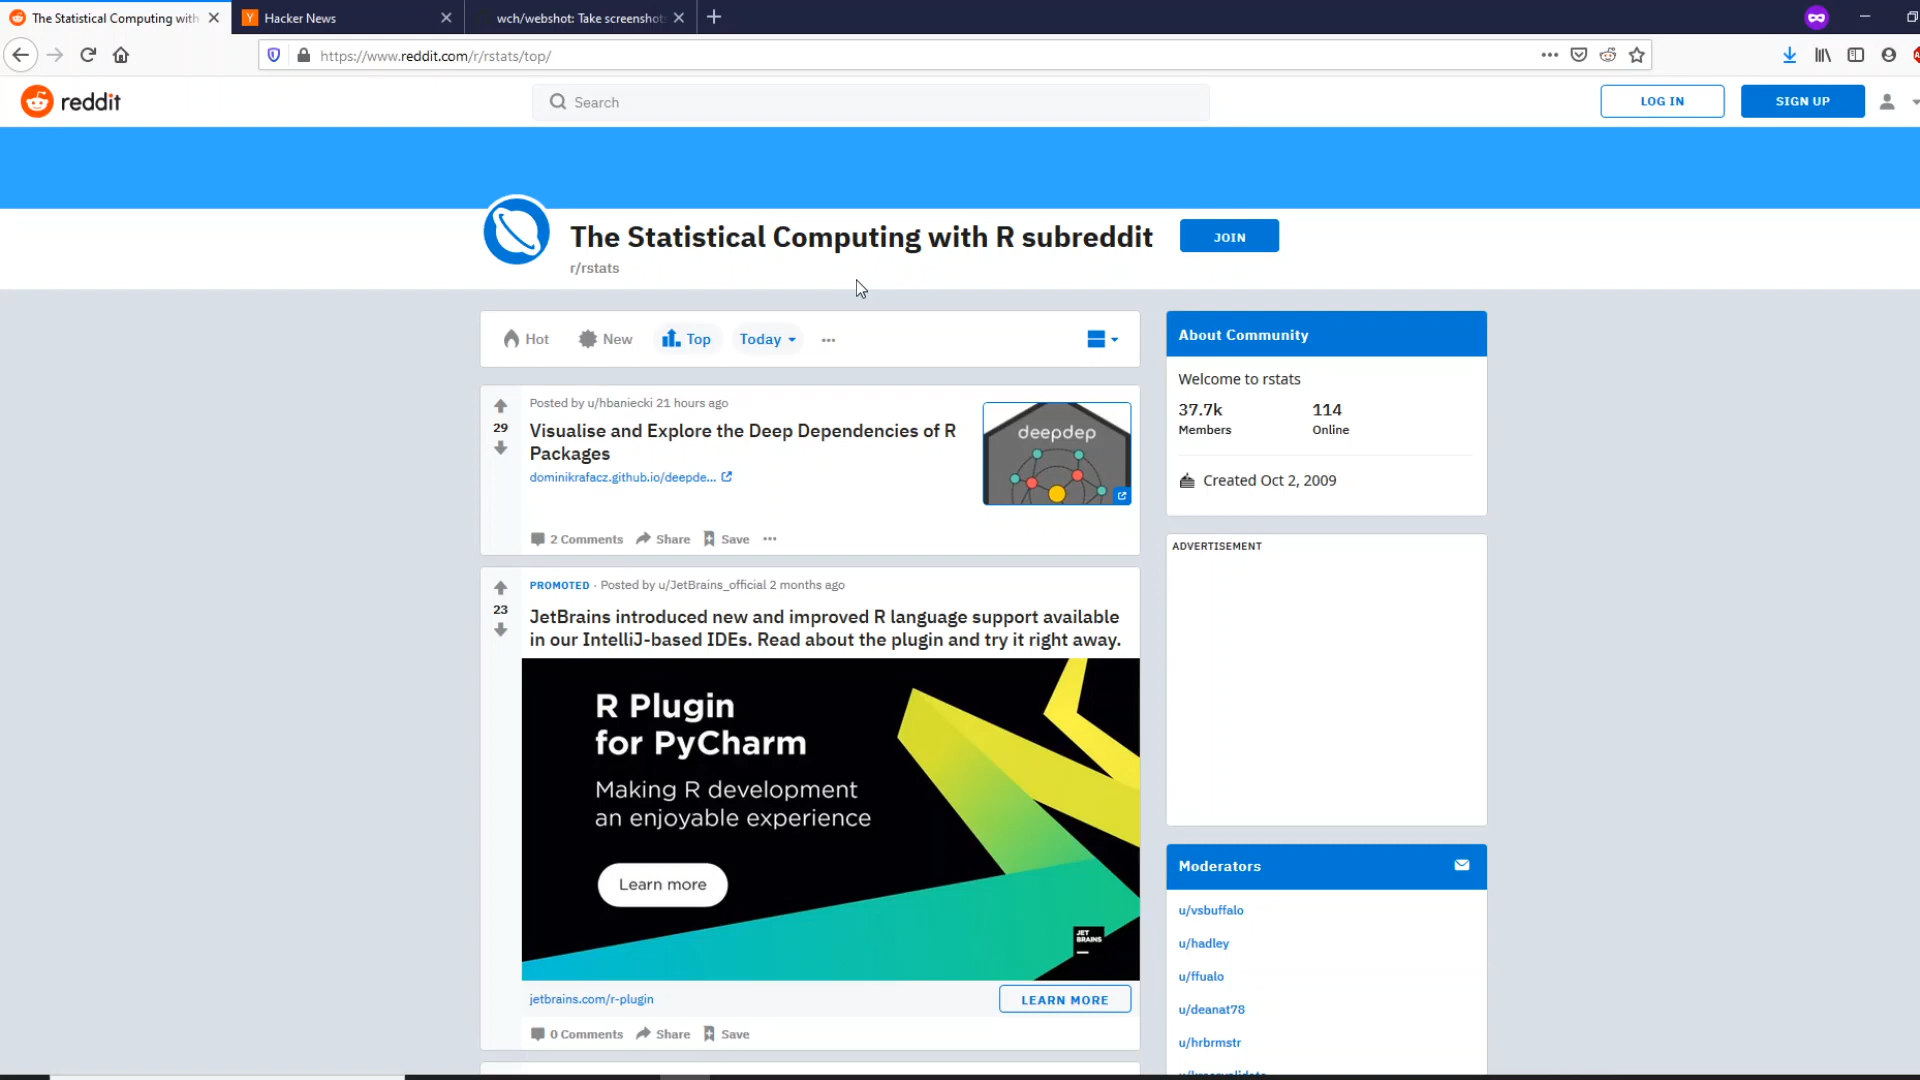 The Statistical Computing with
Hacker News
wch/webshot: Take screenshots
https://www.reddit.com/r/rstats/top/
reddit
Search
LOG IN
SIGN UP
The Statistical Computing with R subreddit
JOIN
r/rstats
Hot
New
Top
Today
Posted by u/hbaniecki 21 hours ago
29
Visualise and Explore the Deep Dependencies of R
Packages
dominikrafacz.github.io/deepde...
deepdep
2 Comments
Share
Save
PROMOTED · Posted by u/JetBrains_official 2 months ago
23
JetBrains introduced new and improved R language support available
in our IntelliJ-based IDEs. Read about the plugin and try it right away.
R Plugin
for PyCharm
Making R development
an enjoyable experience
Learn more
JET
BRAINS
jetbrains.com/r-plugin
LEARN MORE
0 Comments
Share
Save
About Community
Welcome to rstats
37.7k
114
Members
Online
Created Oct 2, 2009
ADVERTISEMENT
Moderators
u/vsbuffalo
u/hadley
u/ffualo
u/deanat78
u/hrbrmstr